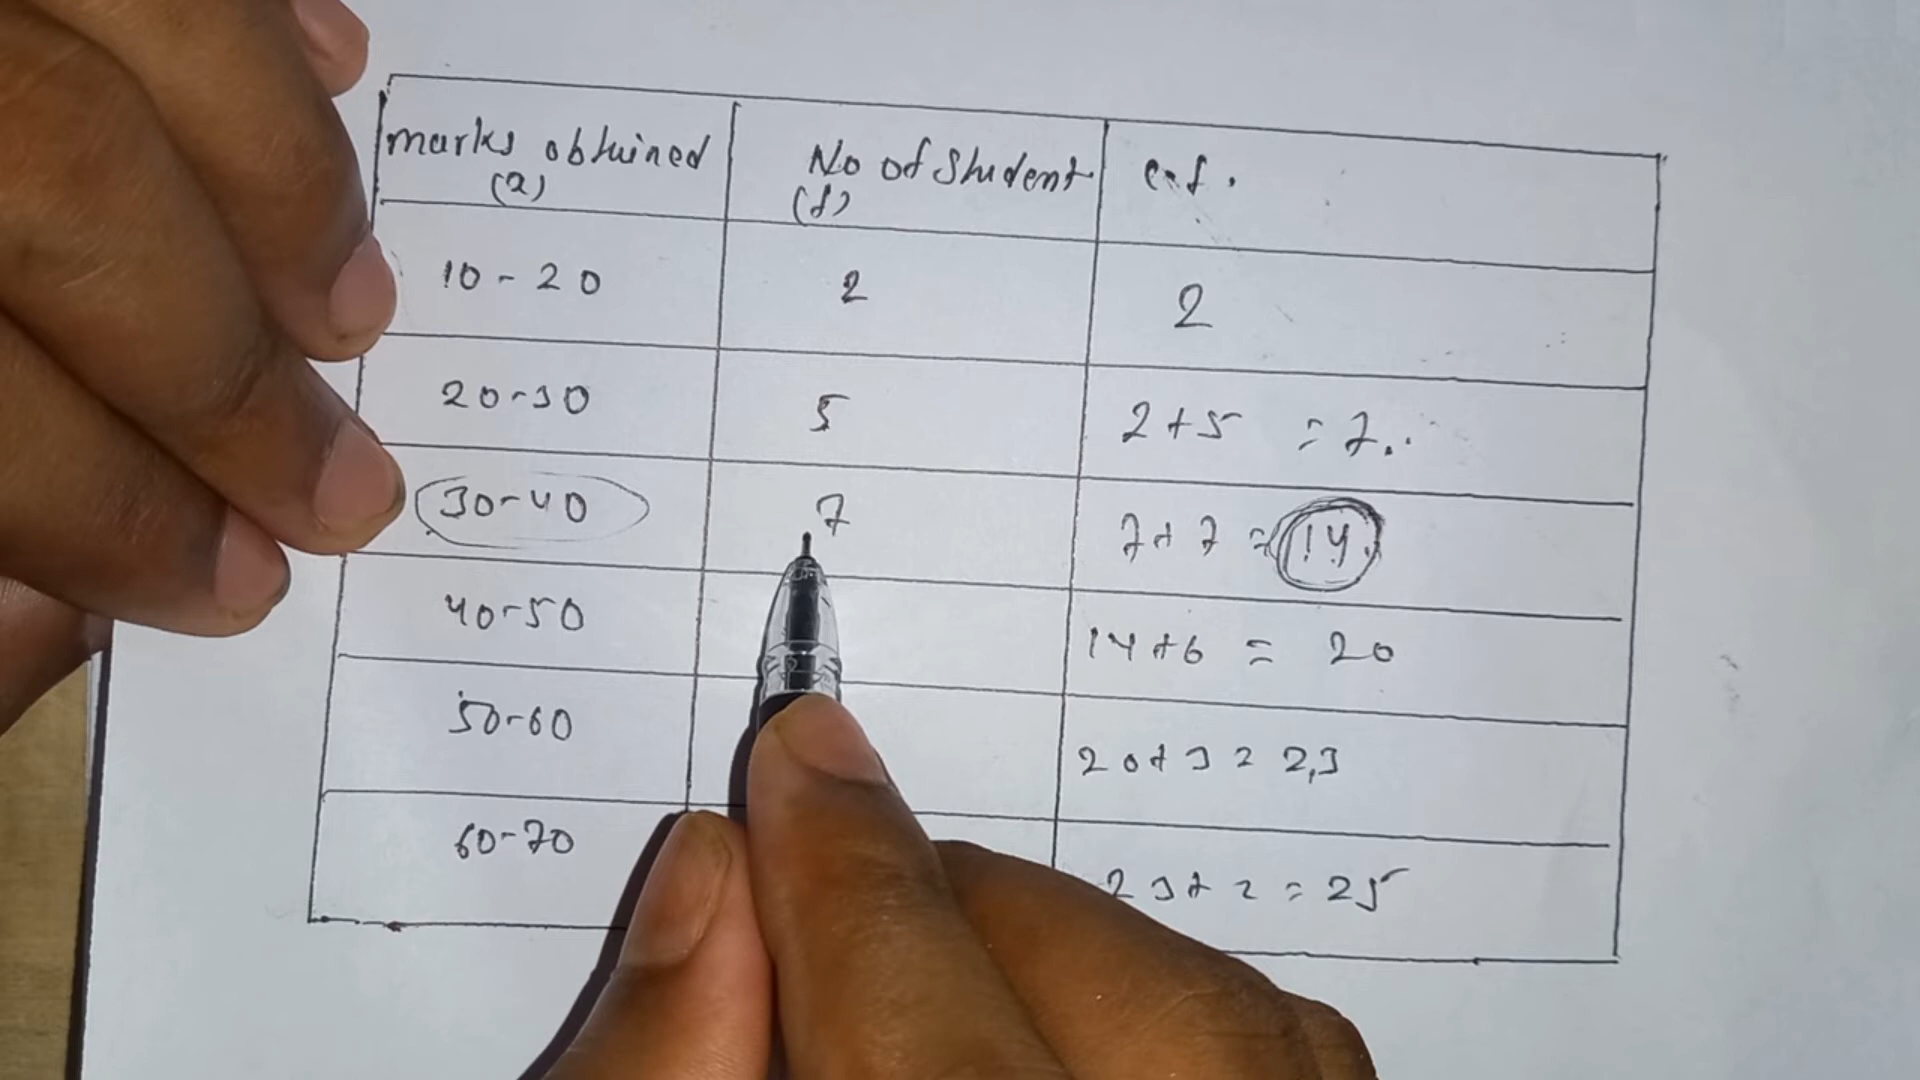 marks obtained No of Student c.f.
(x) (f)
10-20 2 2
20-30 5 2+5 = 7.
30-40 7 7+7 = 14.
40-50 14+6 = 20
50-60 20+3 = 23
60-70 23+2 = 25